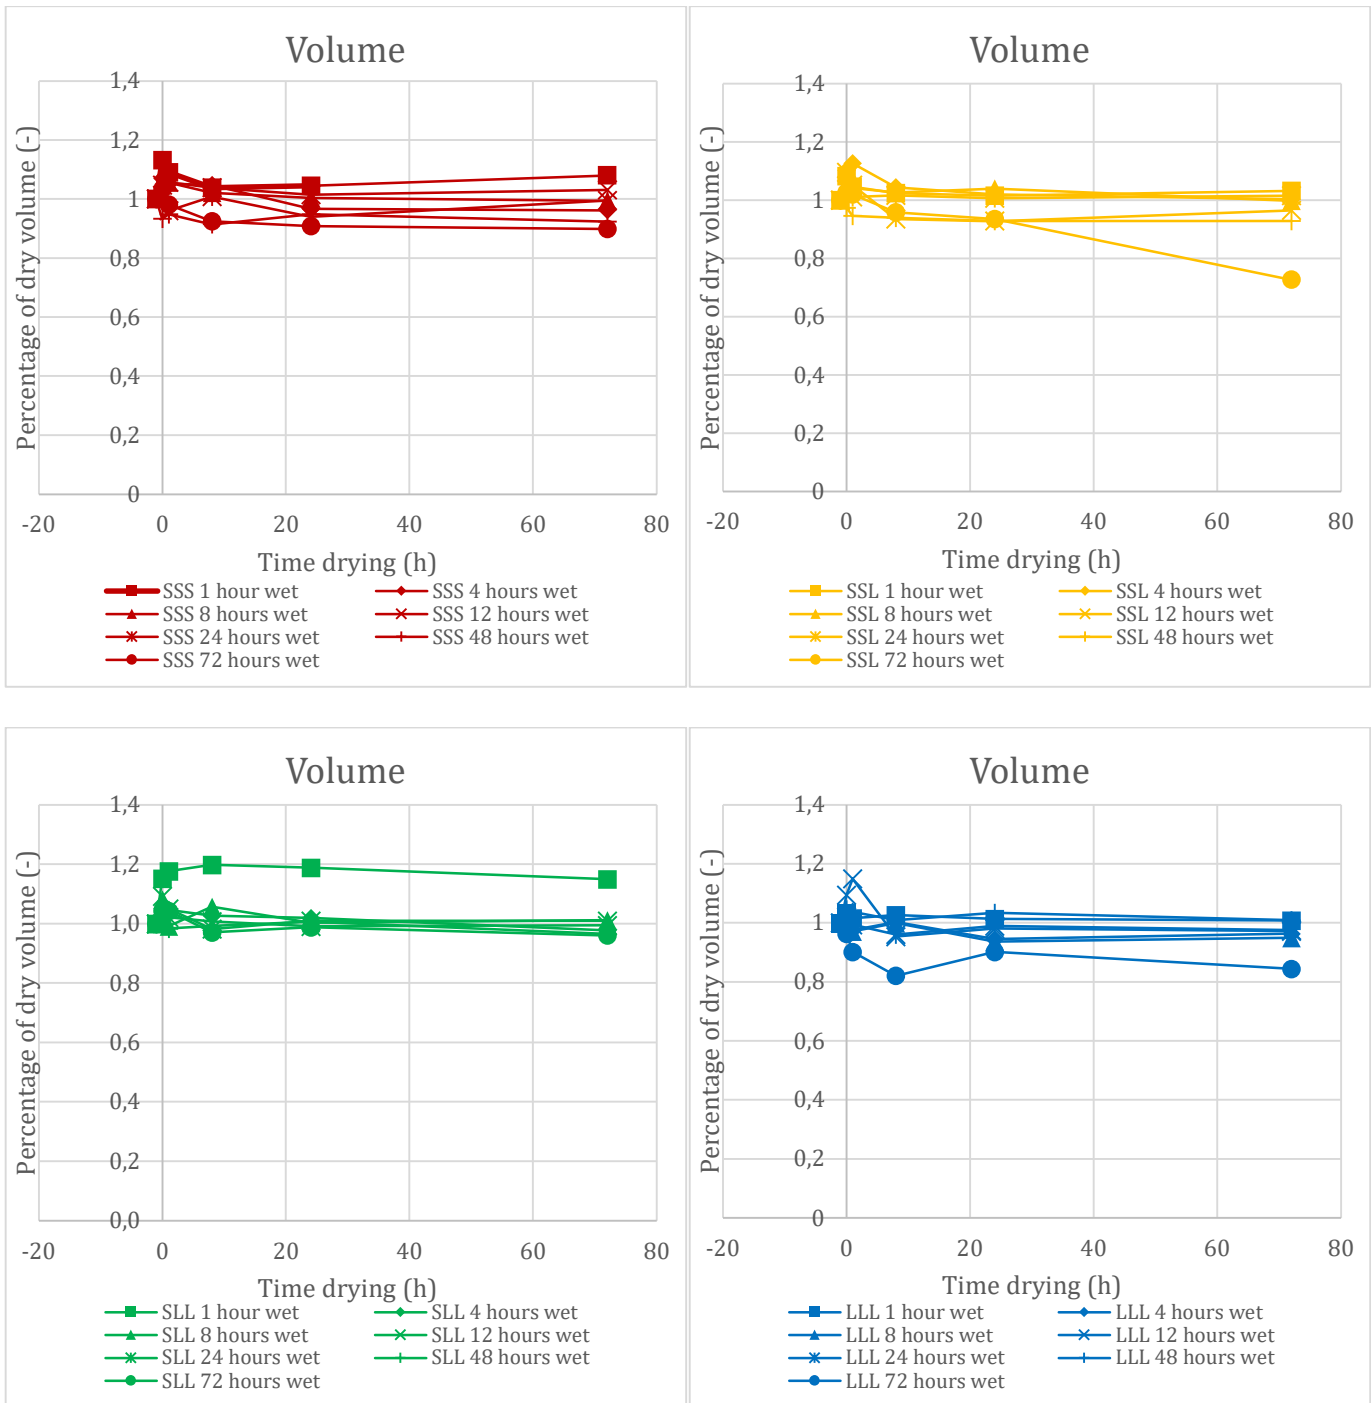 Volume
Percentage of dry volume (-)
1,4
1,2
1
0,8
0,6
0,4
0,2
0
-20 0 20 40 60 80
Time drying (h)
SSS 1 hour wet SSS 4 hours wet
SSS 8 hours wet SSS 12 hours wet
SSS 24 hours wet SSS 48 hours wet
SSS 72 hours wet
Volume
Percentage of dry volume (-)
1,4
1,2
1
0,8
0,6
0,4
0,2
0
-20 0 20 40 60 80
Time drying (h)
SSL 1 hour wet SSL 4 hours wet
SSL 8 hours wet SSL 12 hours wet
SSL 24 hours wet SSL 48 hours wet
SSL 72 hours wet
Volume
Percentage of dry volume (-)
1,4
1,2
1,0
0,8
0,6
0,4
0,2
0,0
-20 0 20 40 60 80
Time drying (h)
SLL 1 hour wet SLL 4 hours wet
SLL 8 hours wet SLL 12 hours wet
SLL 24 hours wet SLL 48 hours wet
SLL 72 hours wet
Volume
Percentage of dry volume (-)
1,4
1,2
1
0,8
0,6
0,4
0,2
0
-20 0 20 40 60 80
Time drying (h)
LLL 1 hour wet LLL 4 hours wet
LLL 8 hours wet LLL 12 hours wet
LLL 24 hours wet LLL 48 hours wet
LLL 72 hours wet